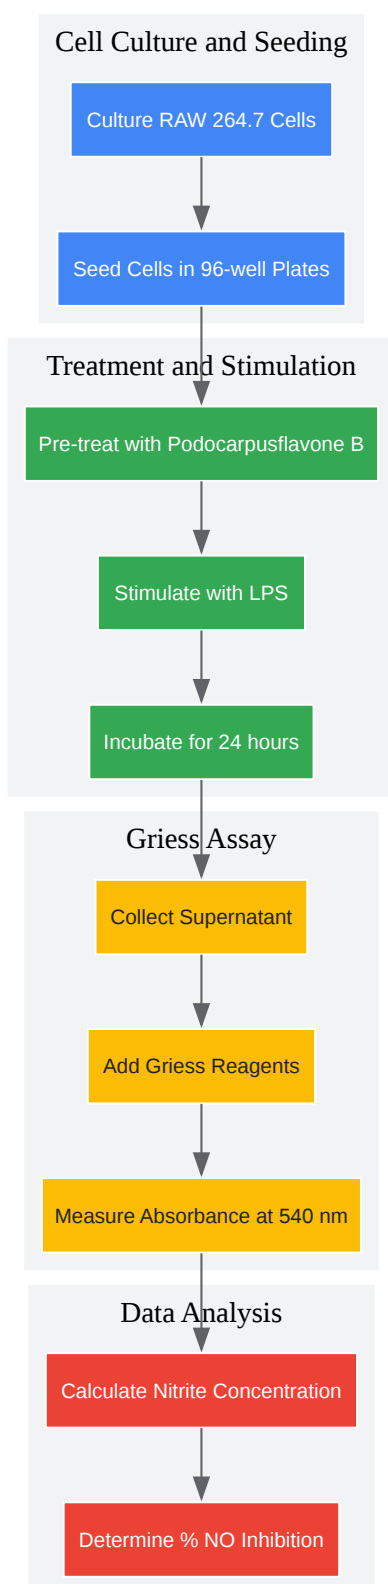 Cell Culture and Seeding
Culture RAW 264.7 Cells
Seed Cells in 96-well Plates
Treatment and Stimulation
Pre-treat with Podocarpusflavone B
Stimulate with LPS
Incubate for 24 hours
Griess Assay
Collect Supernatant
Add Griess Reagents
Measure Absorbance at 540 nm
Data Analysis
Calculate Nitrite Concentration
Determine % NO Inhibition